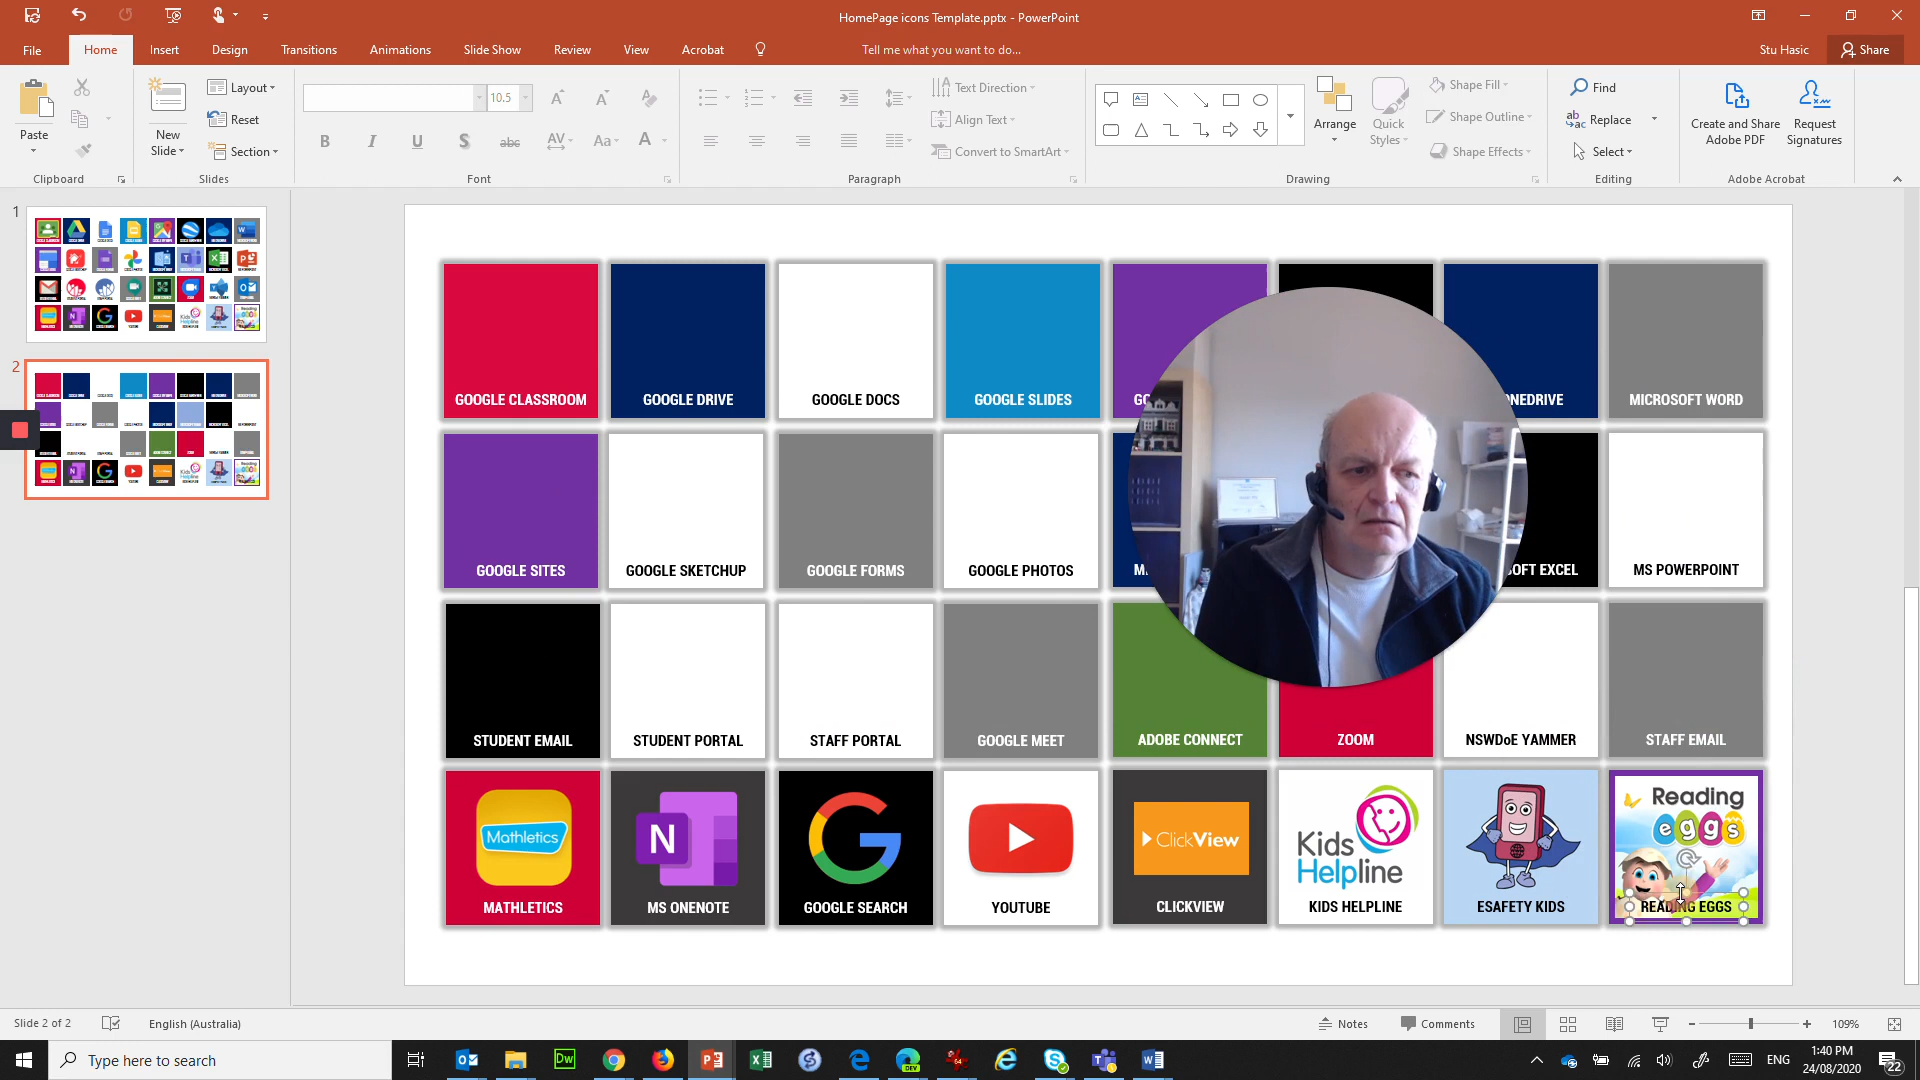 HomePage icons Template.pptx - PowerPoint
File
Home
Insert
Design
Transitions
Animations
Slide Show
Review
View
Acrobat
Tell me what you want to do...
Stu Hasic
Share
Paste
New Slide
Layout
Reset
Section
10.5
Text Direction
Align Text
Convert to SmartArt
Arrange
Quick Styles
Shape Fill
Shape Outline
Shape Effects
Find
Replace
Select
Create and Share Adobe PDF
Request Signatures
Clipboard
Slides
Font
Paragraph
Drawing
Editing
Adobe Acrobat
1
2
GOOGLE CLASSROOM
GOOGLE DRIVE
GOOGLE DOCS
GOOGLE SLIDES
NEDRIVE
MICROSOFT WORD
GOOGLE SITES
GOOGLE SKETCHUP
GOOGLE FORMS
GOOGLE PHOTOS
OFT EXCEL
MS POWERPOINT
STUDENT EMAIL
STUDENT PORTAL
STAFF PORTAL
GOOGLE MEET
ADOBE CONNECT
ZOOM
NSWDoE YAMMER
STAFF EMAIL
Mathletics
MATHLETICS
N
MS ONENOTE
G
GOOGLE SEARCH
YOUTUBE
ClickView
CLICKVIEW
Kids Helpline
KIDS HELPLINE
ESAFETY KIDS
Reading eggs
READING EGGS
Slide 2 of 2
English (Australia)
Notes
Comments
109%
Type here to search
ENG
1:40 PM
24/08/2020
22